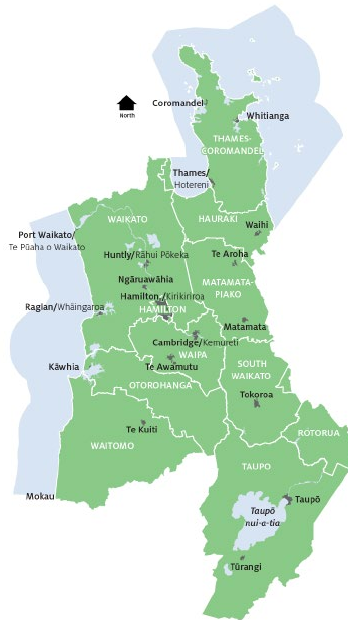 Coromandel
North
Whitianga
THAMES-
COROMANDEL
Thames/
Hotereni
WAIKATO
HAURAKI
Waihi
Port Waikato/
Te Pūaha o Waikato
Huntly/Rāhui Pōkeka
Te Aroha
Ngāruawāhia
MATAMATA-
PIAKO
Hamilton,/Kirikiriroa
Ragian/Whāingaroa
HAMILTON
Matamata
Cambridge/Kemureti
WAIPA
Kāwhia
Te Awamutu
SOUTH
WAIKATO
OTOROHANGA
Tokoroa
Te Kuiti
ROTORUA
WAITOMO
TAUPO
Mokau
Taupō
Taupō
nui-a-tia
Tūrangi